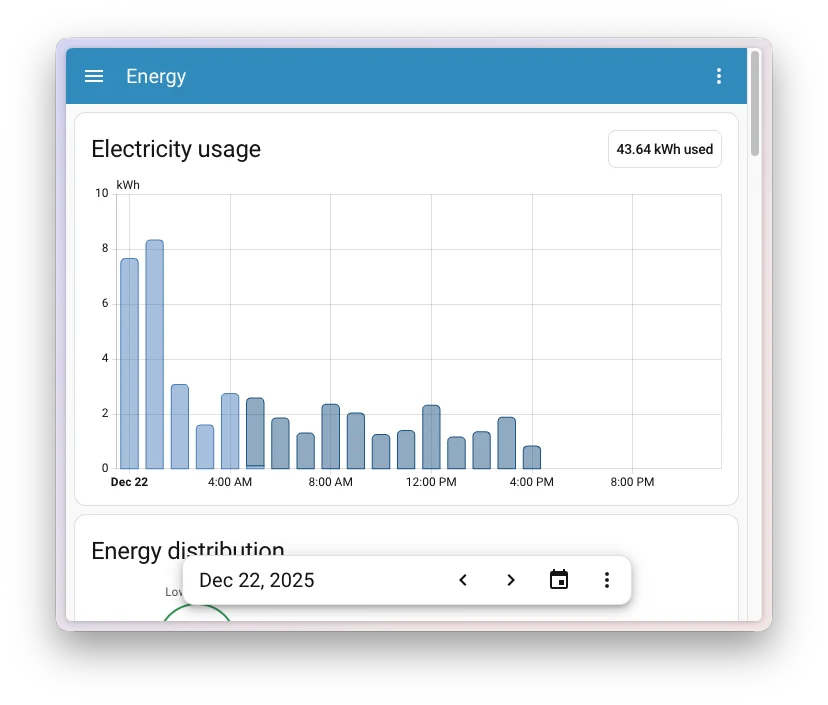 Energy
Electricity usage
43.64 kWh used
kWh
10
8
6
4
2
0
Dec 22
4:00 AM
8:00 AM
12:00 PM
4:00 PM
8:00 PM
Energy distribution
Dec 22, 2025